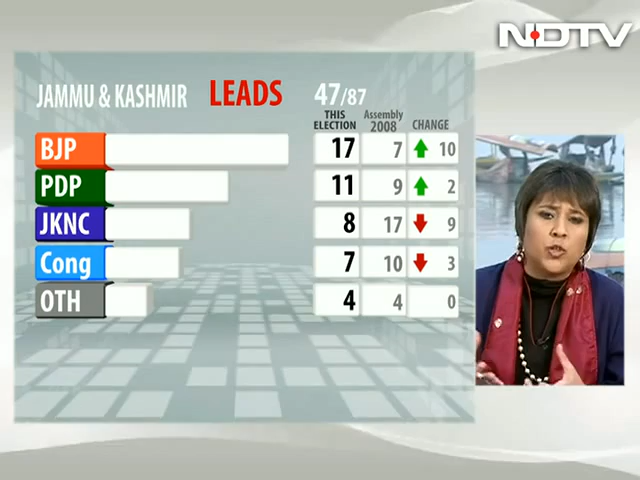 NDTV
JAMMU & KASHMIR LEADS 47/87
THIS ELECTION Assembly 2008 CHANGE
BJP 17 7 10
PDP 11 9 2
JKNC 8 17 9
Cong 7 10 3
OTH 4 4 0